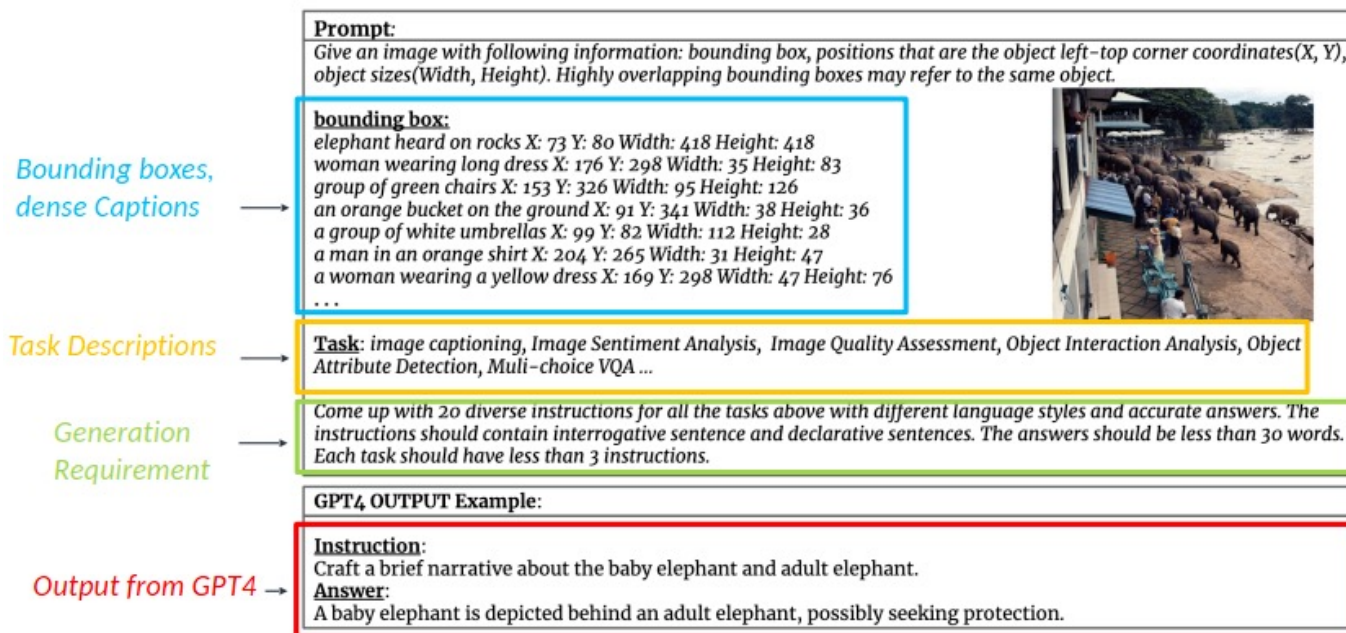 Prompt:
Give an image with following information: bounding box, positions that are the object left-top corner coordinates(X, Y),
object sizes(Width, Height). Highly overlapping bounding boxes may refer to the same object.
bounding box:
elephant heard on rocks X: 73 Y: 80 Width: 418 Height: 418
woman wearing long dress X: 176 Y: 298 Width: 35 Height: 83
group of green chairs X: 153 Y: 326 Width: 95 Height: 126
an orange bucket on the ground X: 91 Y: 341 Width: 38 Height: 36
a group of white umbrellas X: 99 Y: 82 Width: 112 Height: 28
a man in an orange shirt X: 204 Y: 265 Width: 31 Height: 47
a woman wearing a yellow dress X: 169 Y: 298 Width: 47 Height: 76
...
Bounding boxes,
dense Captions
Task Descriptions
Task: image captioning, Image Sentiment Analysis, Image Quality Assessment, Object Interaction Analysis, Object
Attribute Detection, Muli-choice VQA ...
Generation
Requirement
Come up with 20 diverse instructions for all the tasks above with different language styles and accurate answers. The
instructions should contain interrogative sentence and declarative sentences. The answers should be less than 30 words.
Each task should have less than 3 instructions.
GPT4 OUTPUT Example:
Output from GPT4
Instruction:
Craft a brief narrative about the baby elephant and adult elephant.
Answer:
A baby elephant is depicted behind an adult elephant, possibly seeking protection.